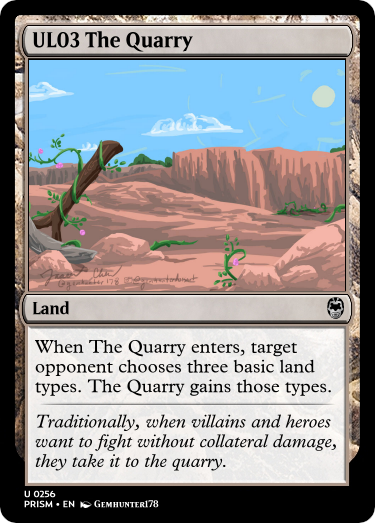 UL03 The Quarry
@gemhunter178
Land
When The Quarry enters, target
opponent chooses three basic land
types. The Quarry gains those types.
Traditionally, when villains and heroes
want to fight without collateral damage,
they take it to the quarry.
U 0256
PRISM • EN Gemhunter178